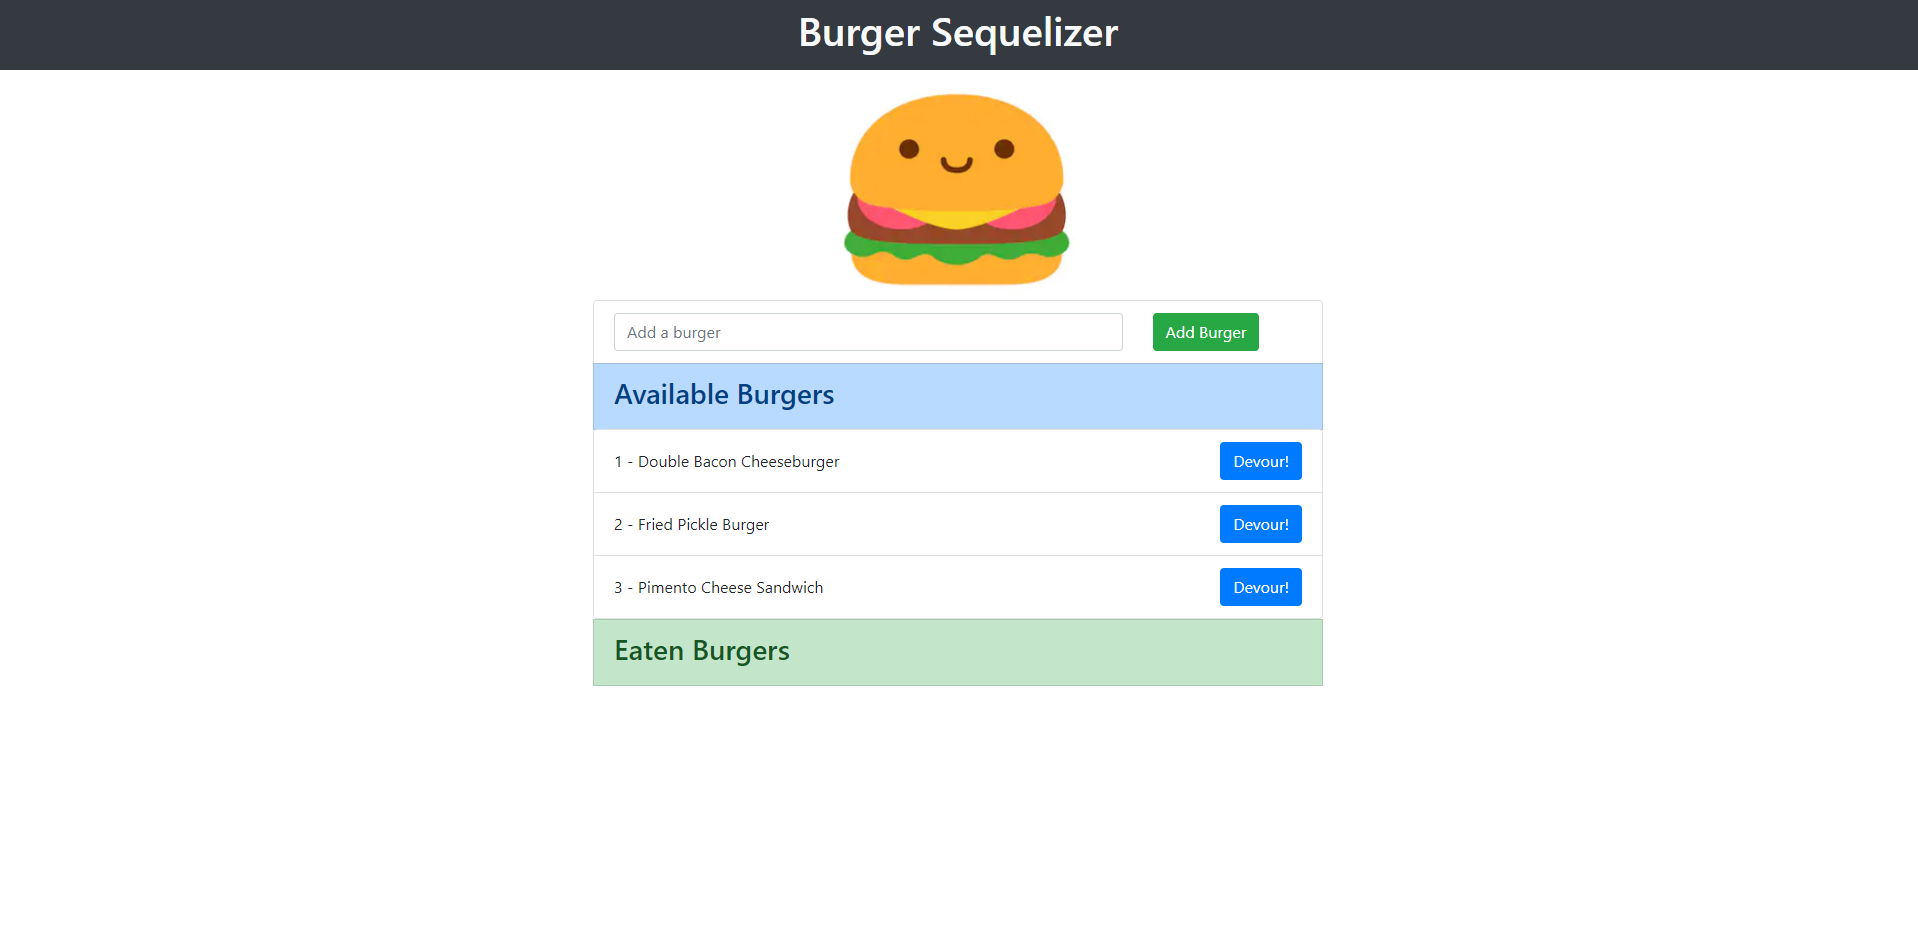 Burger Sequelizer
Add a burger
Add Burger
Available Burgers
1 - Double Bacon Cheeseburger
Devour!
2 - Fried Pickle Burger
Devour!
3 - Pimento Cheese Sandwich
Devour!
Eaten Burgers